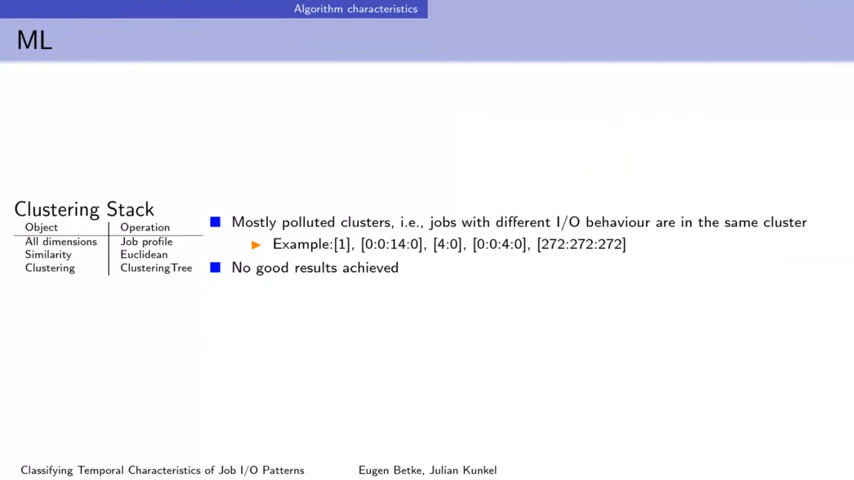 Algorithm characteristics
ML
Clustering Stack
Object Operation
All dimensions Job profile
Similarity Euclidean
Clustering ClusteringTree
Mostly polluted clusters, i.e., jobs with different I/O behaviour are in the same cluster
Example:[1], [0:0:14:0], [4:0], [0:0:4:0], [272:272:272]
No good results achieved
Classifying Temporal Characteristics of Job I/O Patterns Eugen Betke, Julian Kunkel